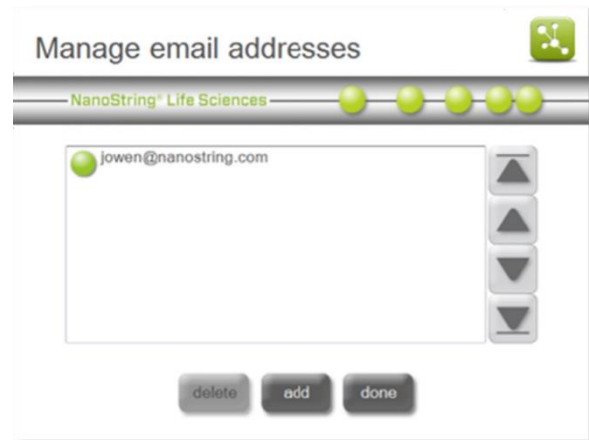 Manage email addresses
NanoString® Life Sciences
jowen@nanostring.com
delete add done